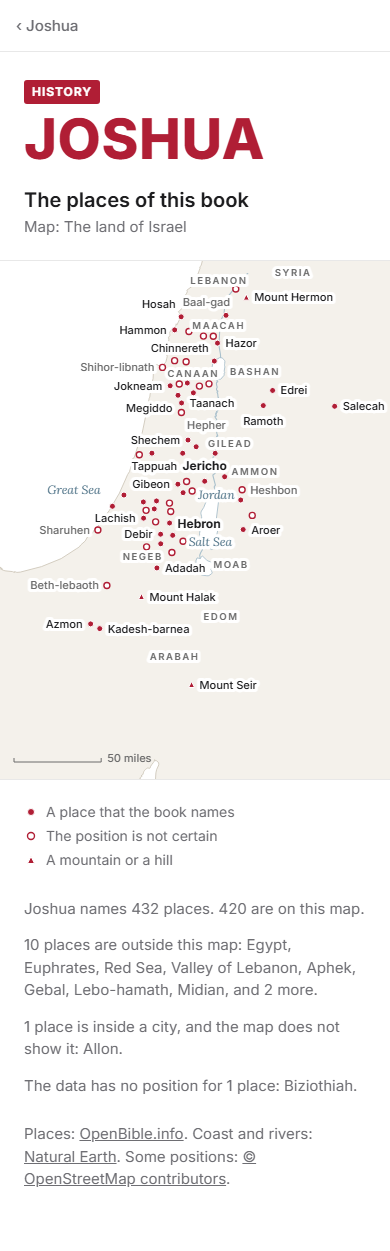 ‹ Joshua
HISTORY
JOSHUA
The places of this book
Map: The land of Israel
SYRIA
LEBANON
Mount Hermon
Hosah Baal-gad
Hammon MAACAH
Chinnereth Hazor
Shihor-libnath CANAAN BASHAN
Jokneam Edrei
Megiddo Taanach Salecah
Hepher Ramoth
Shechem GILEAD
Tappuah Jericho AMMON
Great Sea Gibeon Jordan Heshbon
Lachish Hebron
Sharuhen Debir Salt Sea Aroer
NEGEB MOAB
Adadah
Beth-lebaoth
Mount Halak
EDOM
Azmon Kadesh-barnea
ARABAH
Mount Seir
50 miles
A place that the book names
The position is not certain
A mountain or a hill
Joshua names 432 places. 420 are on this map.
10 places are outside this map: Egypt,
Euphrates, Red Sea, Valley of Lebanon, Aphek,
Gebal, Lebo-hamath, Midian, and 2 more.
1 place is inside a city, and the map does not
show it: Allon.
The data has no position for 1 place: Biziothiah.
Places: OpenBible.info. Coast and rivers:
Natural Earth. Some positions: ©
OpenStreetMap contributors.